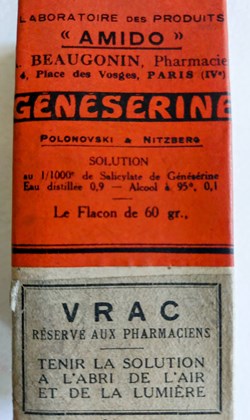 LABORATOIRE DES PRODUITS
« AMIDO »
BEAUGONIN, Pharmacie
4, Place des Vosges, PARIS (IVe)
GÉNÉSERINE
POLONOVSKI & NITZBERG
SOLUTION
au 1/1000e de Salicylate de Génésérine
Eau distillée 0,9 — Alcool à 95°, 0,1
Le Flacon de 60 gr.,
VRAC
RÉSERVÉ AUX PHARMACIENS
TENIR LA SOLUTION
A L'ABRI DE L'AIR
ET DE LA LUMIÈRE